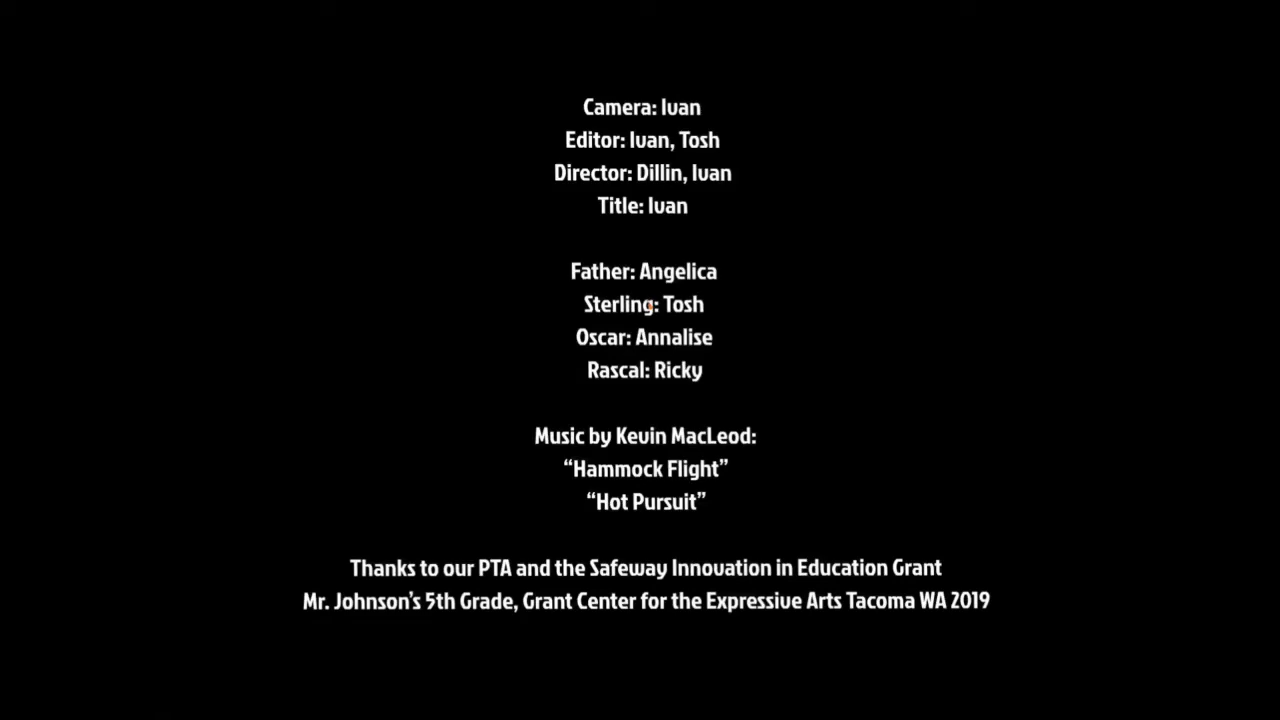 Camera: Ivan
Editor: Ivan, Tosh
Director: Dillin, Ivan
Title: Ivan
Father: Angelica
Sterling: Tosh
Oscar: Annalise
Rascal: Ricky
Music by Kevin MacLeod:
“Hammock Flight”
“Hot Pursuit”
Thanks to our PTA and the Safeway Innovation in Education Grant
Mr. Johnson’s 5th Grade, Grant Center for the Expressive Arts Tacoma WA 2019